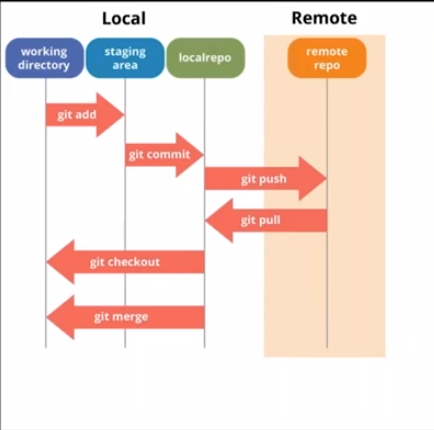 Local
Remote
working
directory
staging
area
localrepo
remote
repo
git add
git commit
git push
git pull
git checkout
git merge